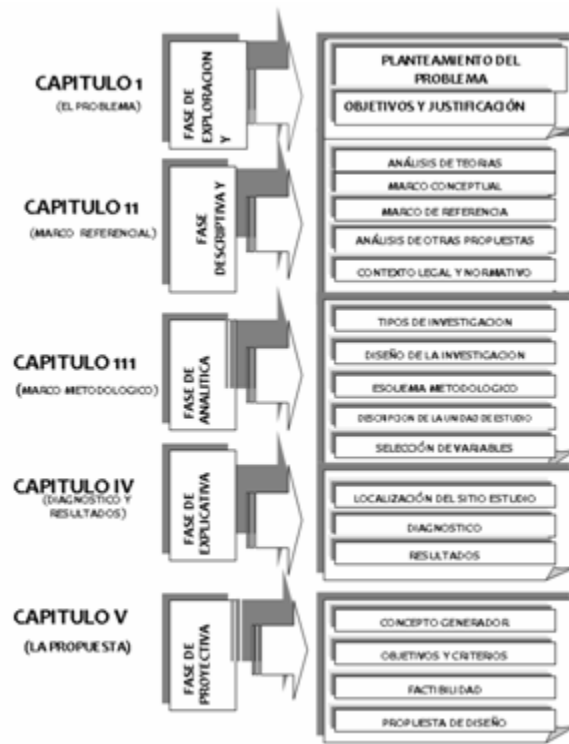 CAPITULO 1
(EL PROBLEMA)
FASE DE
EXPLORACION
Y
PLANTEAMIENTO DEL
PROBLEMA
OBJETIVOS Y JUSTIFICACIÓN
CAPITULO 11
(MARCO REFERENCIAL)
FASE
DESCRIPTIVA Y
ANÁLISIS DE TEORIAS
MARCO CONCEPTUAL
MARCO DE REFERENCIA
ANÁLISIS DE OTRAS PROPUESTAS
CONTEXTO LEGAL Y NORMATIVO
CAPITULO 111
(MARCO METODOLOGICO)
FASE DE
ANALITICA
TIPOS DE INVESTIGACION
DISEÑO DE LA INVESTIGACION
ESQUEMA METODOLOGICO
DESCRIPCION DE LA UNIDAD DE ESTUDIO
SELECCIÓN DE VARIABLES
CAPITULO IV
(DIAGNOSTICO Y
RESULTADOS)
FASE DE
EXPLICATIVA
LOCALIZACIÓN DEL SITIO ESTUDIO
DIAGNOSTICO
RESULTADOS
CAPITULO V
(LA PROPUESTA)
FASE DE
PROYECTIVA
CONCEPTO GENERADOR
OBJETIVOS Y CRITERIOS
FACTIBILIDAD
PROPUESTA DE DISEÑO